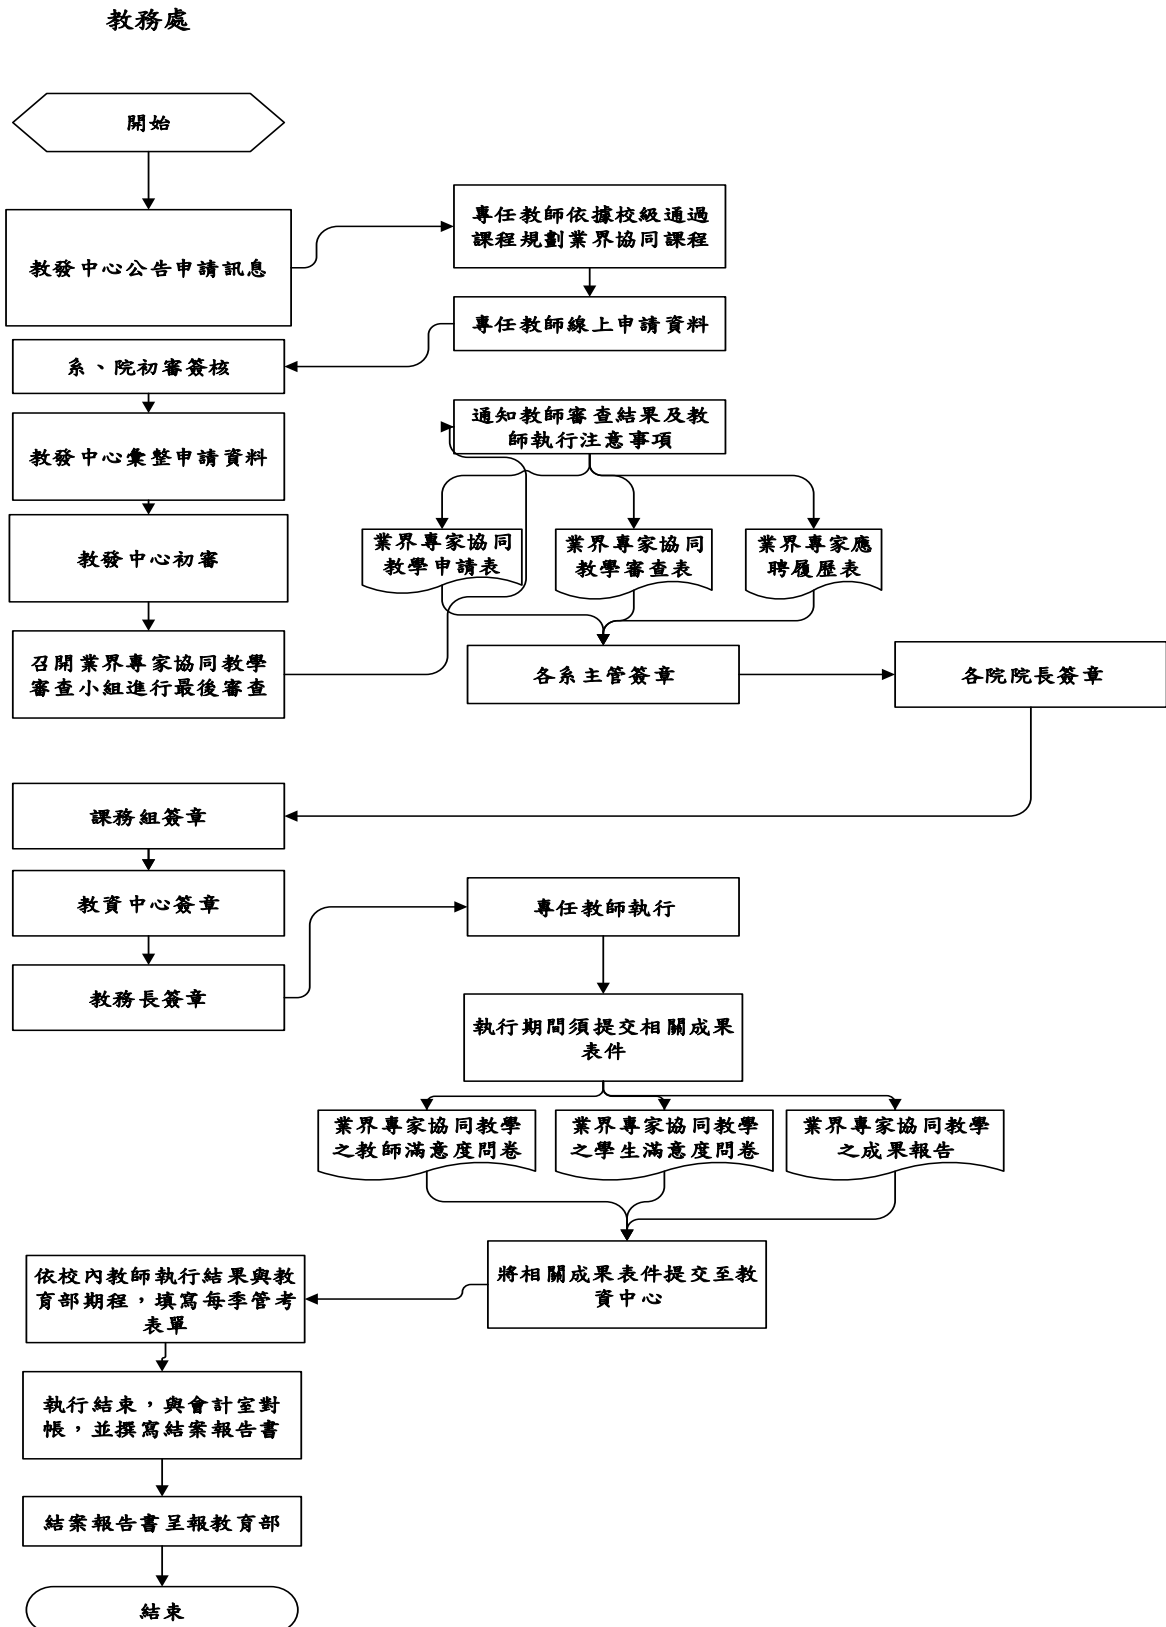 教務處
開始
教發中心公告申請訊息
專任教師依據校級通過
課程規劃業界協同課程
專任教師線上申請資料
系、院初審簽核
教發中心彙整申請資料
教發中心初審
召開業界專家協同教學
審查小組進行最後審查
通知教師審查結果及教
師執行注意事項
業界專家協同
教學申請表
業界專家協同
教學審查表
業界專家應
聘履歷表
各系主管簽章
各院院長簽章
課務組簽章
教資中心簽章
教務長簽章
專任教師執行
執行期間須提交相關成果
表件
業界專家協同教學
之教師滿意度問卷
業界專家協同教學
之學生滿意度問卷
業界專家協同教學
之成果報告
將相關成果表件提交至教
資中心
依校內教師執行結果與教
育部期程，填寫每季管考
表單
執行結束，與會計室對
帳，並撰寫結案報告書
結案報告書呈報教育部
結束